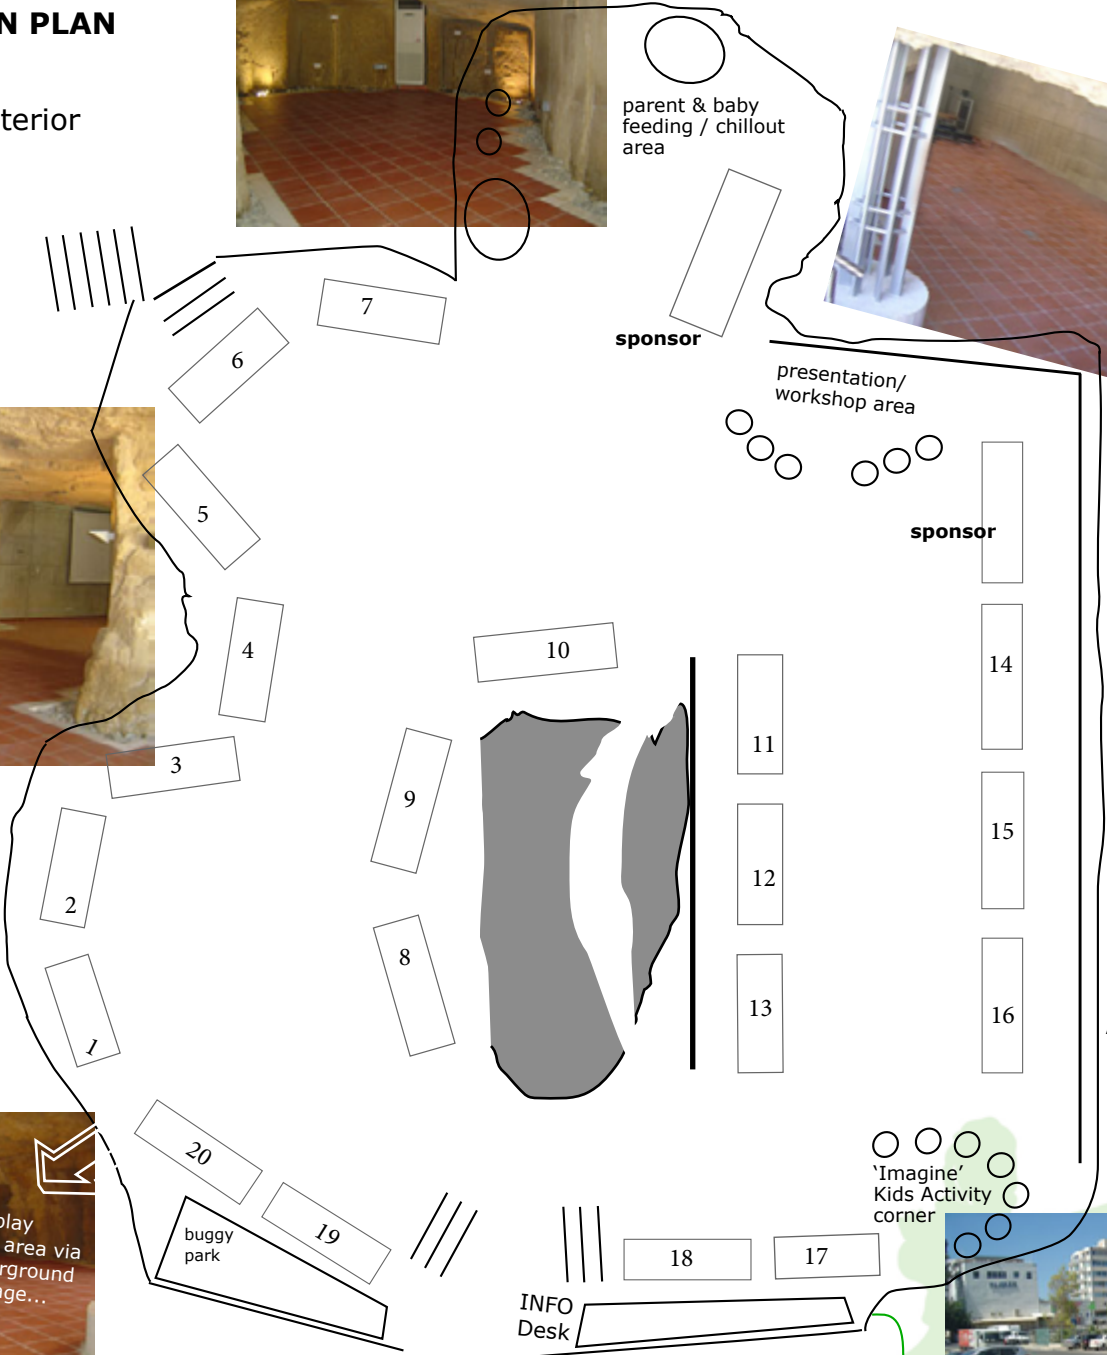 N PLAN
terior
parent & baby
feeding / chillout
area
sponsor
presentation/
workshop area
sponsor
7
6
5
4
3
2
1
20
19
10
9
8
11
12
13
14
15
16
18
17
buggy
park
INFO
Desk
'Imagine'
Kids Activity
corner
play
area via
rground
ge...